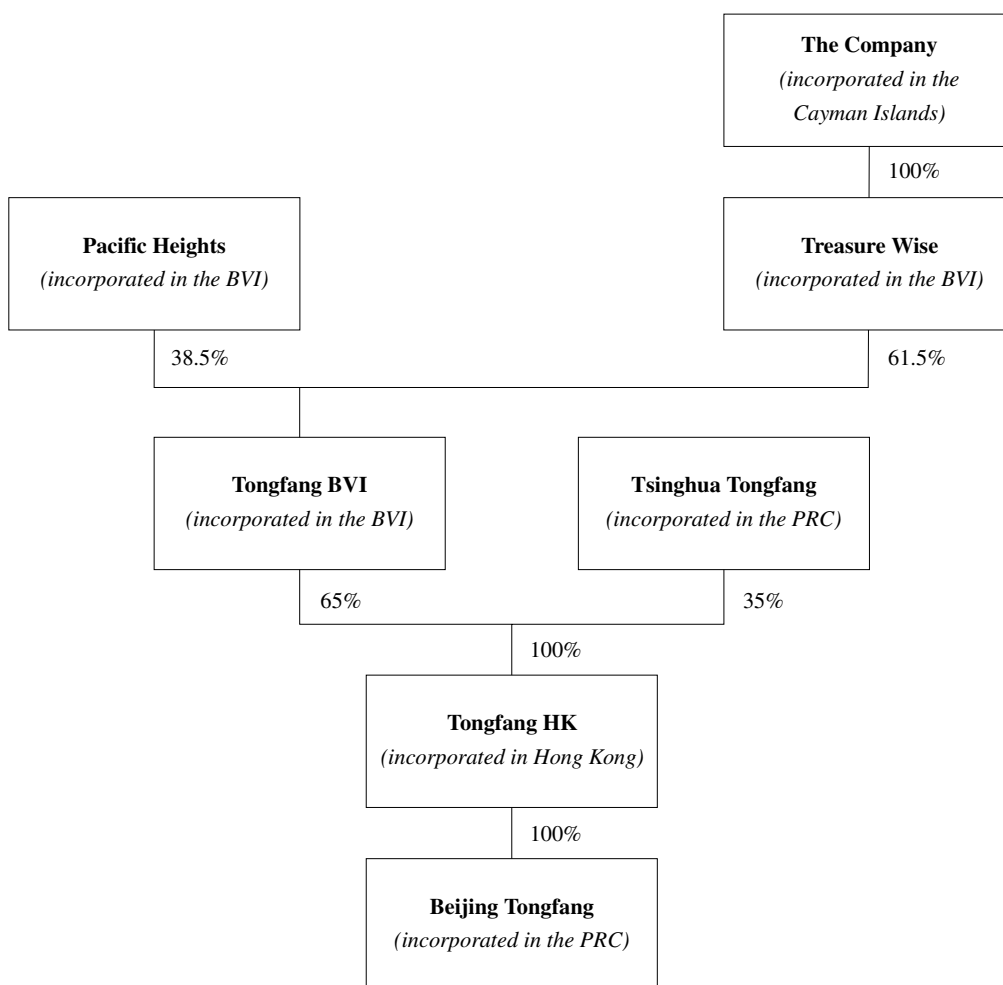 The Company
(incorporated in the
Cayman Islands)
100%
Pacific Heights
(incorporated in the BVI)
Treasure Wise
(incorporated in the BVI)
38.5%
61.5%
Tongfang BVI
(incorporated in the BVI)
Tsinghua Tongfang
(incorporated in the PRC)
65%
35%
100%
Tongfang HK
(incorporated in Hong Kong)
100%
Beijing Tongfang
(incorporated in the PRC)